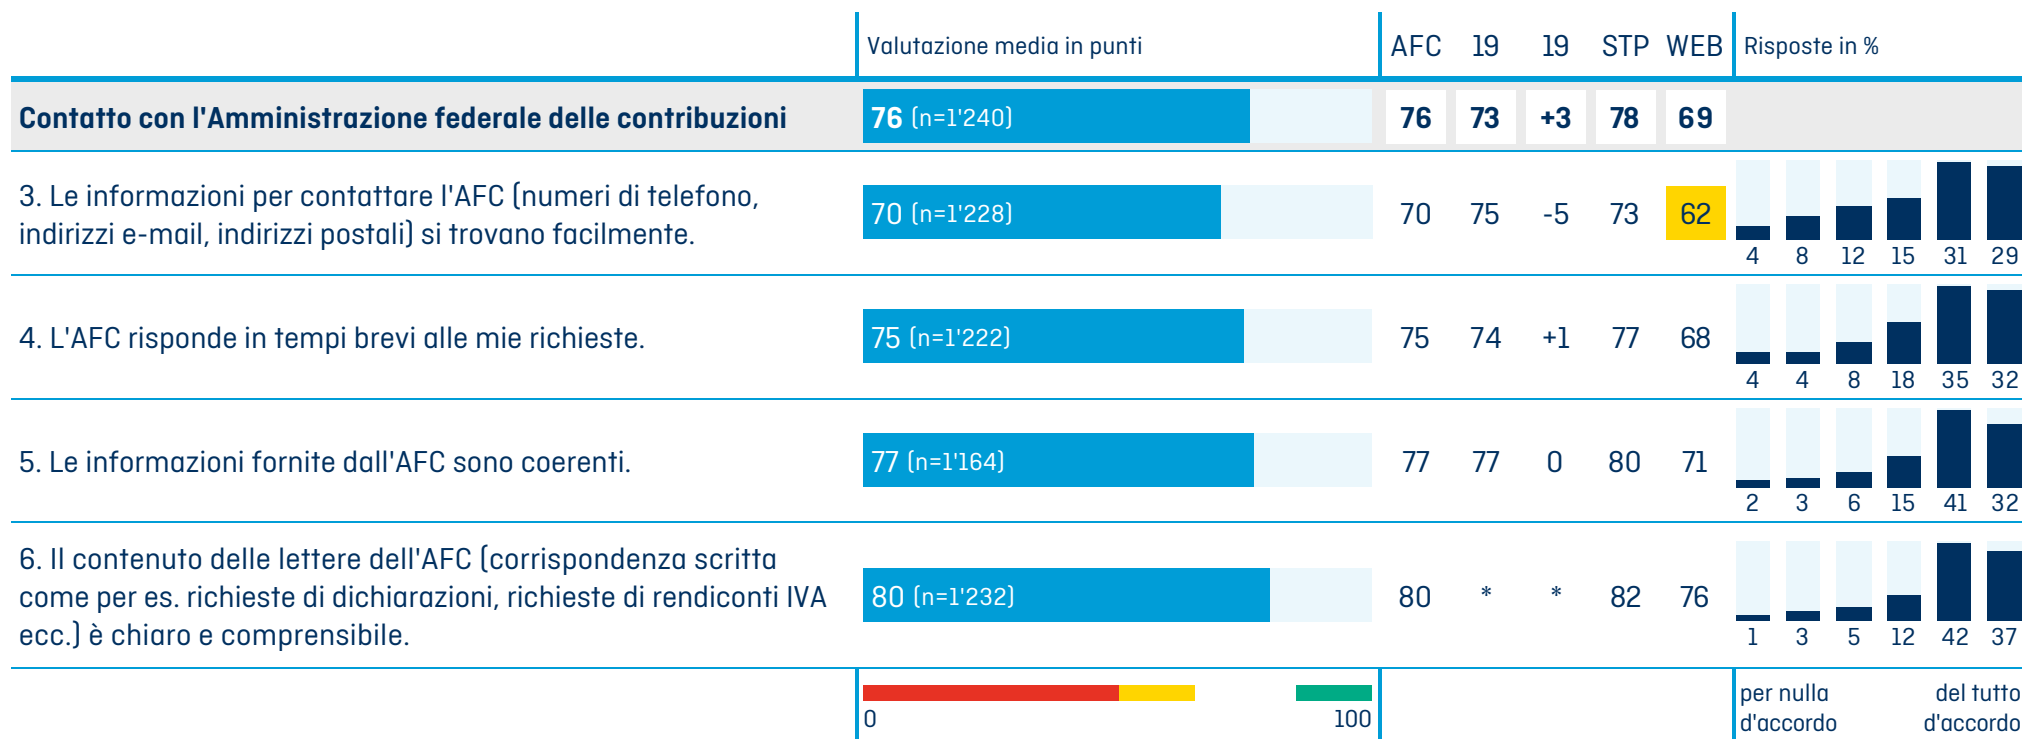 Valutazione media in punti AFC 19 19 STP WEB Risposte in %
Contatto con l'Amministrazione federale delle contribuzioni 76 (n=1'240) 76 73 +3 78 69
3. Le informazioni per contattare l'AFC (numeri di telefono,
indirizzi e-mail, indirizzi postali) si trovano facilmente.
70 (n=1'228) 70 75 -5 73 62
4 8 12 15 31 29
4. L'AFC risponde in tempi brevi alle mie richieste. 75 (n=1'222) 75 74 +1 77 68
4 4 8 18 35 32
5. Le informazioni fornite dall'AFC sono coerenti. 77 (n=1'164) 77 77 0 80 71
2 3 6 15 41 32
6. Il contenuto delle lettere dell'AFC (corrispondenza scritta
come per es. richieste di dichiarazioni, richieste di rendiconti IVA
ecc.) è chiaro e comprensibile.
80 (n=1'232) 80 * * 82 76
1 3 5 12 42 37
0 100
per nulla
d'accordo
del tutto
d'accordo